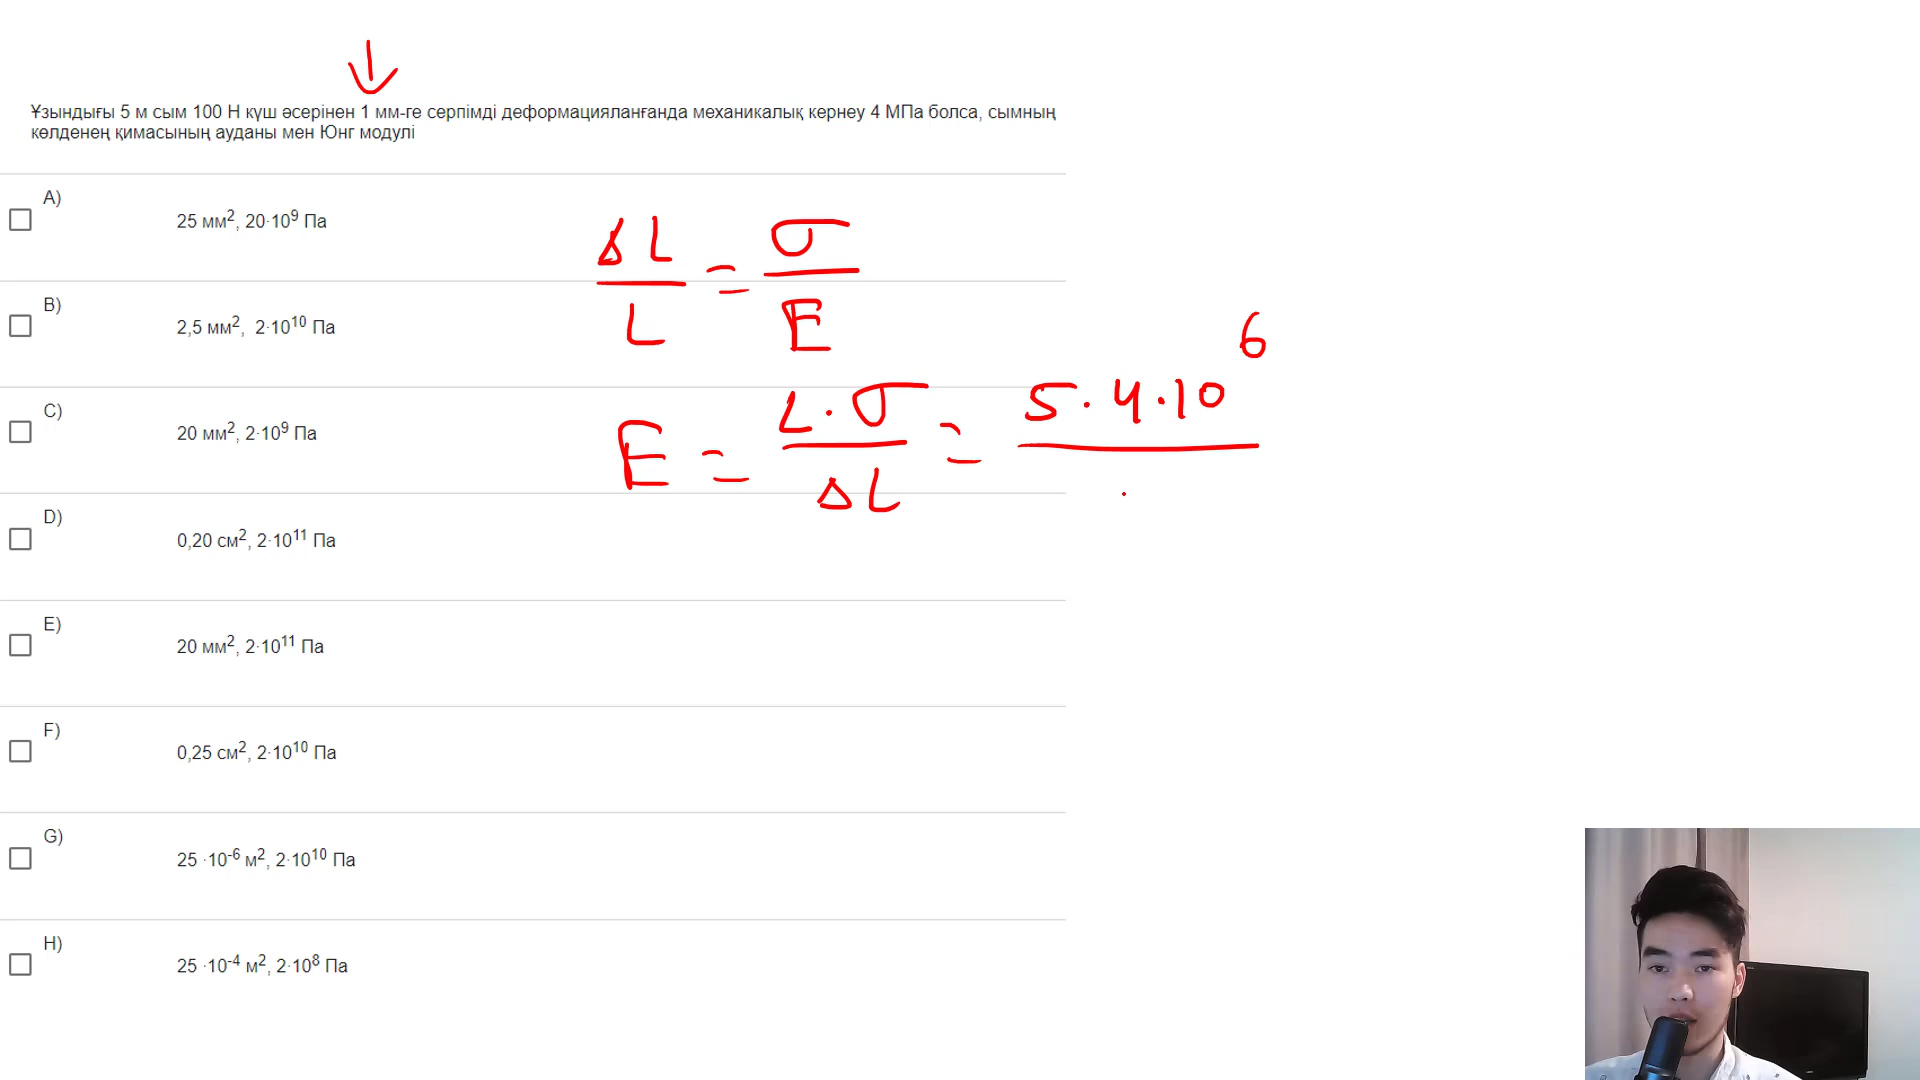 Ұзындығы 5 м сым 100 Н күш әсерінен 1 мм-ге серпімді деформацияланғанда механикалық кернеу 4 МПа болса, сымның
көлденең қимасының ауданы мен Юнг модулі
A)
25 мм², 20·10⁹ Па
B)
2,5 мм², 2·10¹⁰ Па
C)
20 мм², 2·10⁹ Па
D)
0,20 см², 2·10¹¹ Па
E)
20 мм², 2·10¹¹ Па
F)
0,25 см², 2·10¹⁰ Па
G)
25 ·10⁻⁶ м², 2·10¹⁰ Па
H)
25 ·10⁻⁴ м², 2·10⁸ Па
ΔL/L = σ/E
E = L·σ/ΔL = 5·4·10⁶